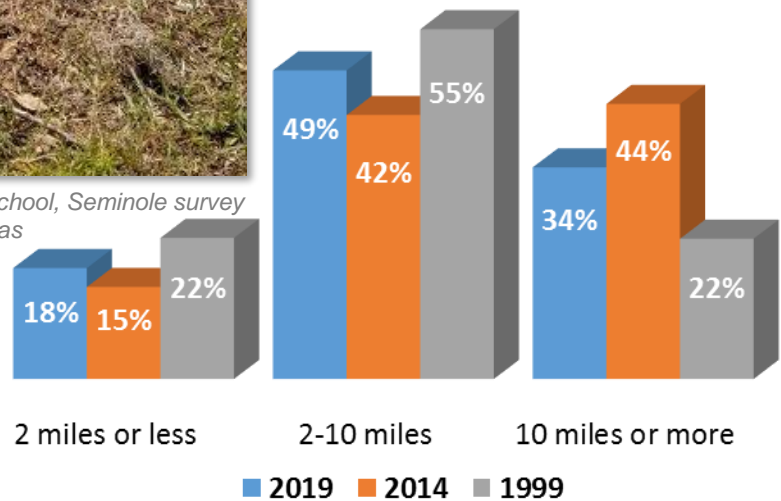 chool, Seminole survey
as
18%
15%
22%
49%
42%
55%
34%
44%
22%
2 miles or less
2-10 miles
10 miles or more
2019 2014 1999